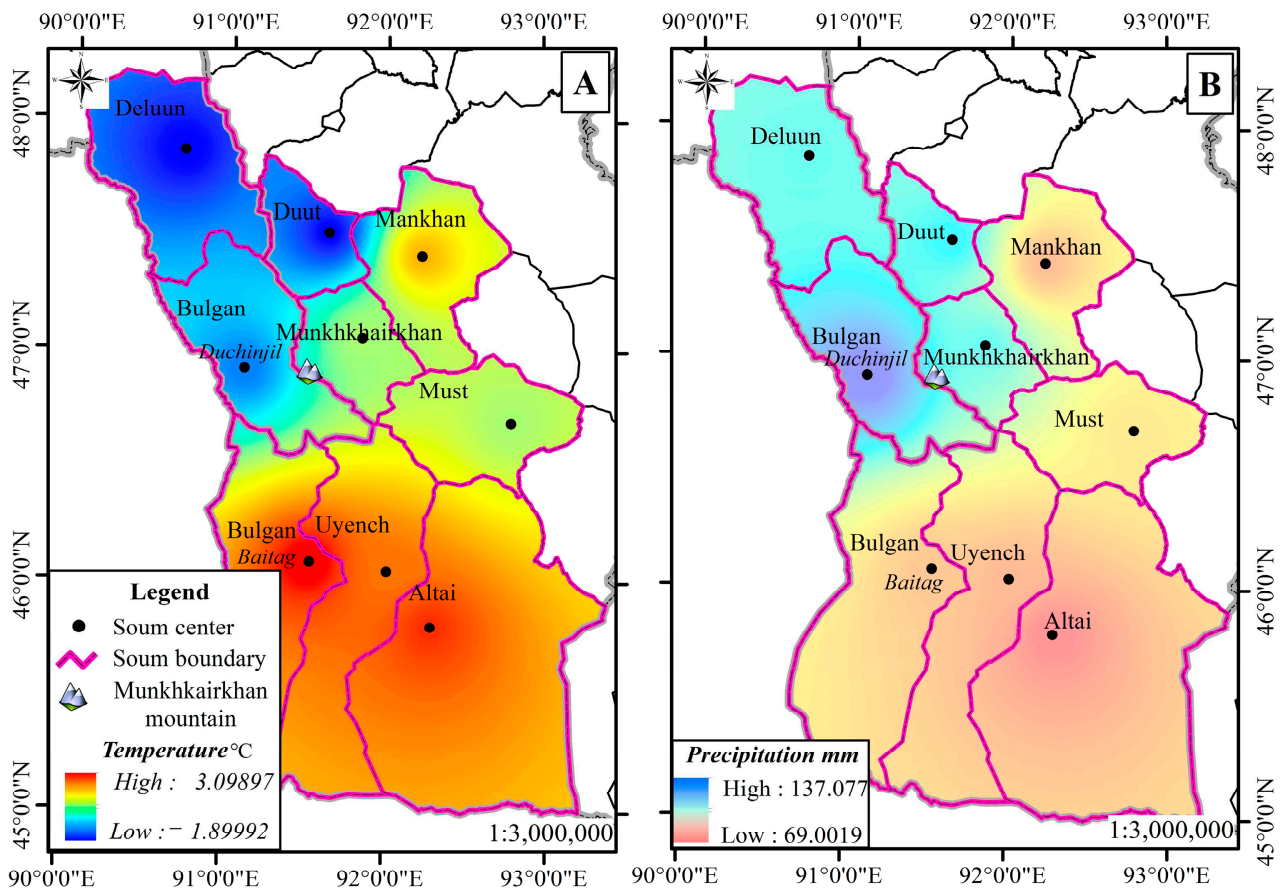 90°0'0"N 91°0'0"N 92°0'0"N 93°0'0"N
A
N
W E
S
48°0'0"N
47°0'0"N
46°0'0"N
45°0'0"N
Deluun
Duut
Mankhan
Bulgan
Munkhkhairkhan
Duchinjil
Must
Bulgan Uyench
Baitag
Altai
Legend
Soum center
Soum boundary
Munkhkairkhan
mountain
Temperature°C
High : 3.09897
Low : − 1.89992
1:3,000,000
90°0'0"N 91°0'0"N 92°0'0"N 93°0'0"N
90°0'0"N 91°0'0"N 92°0'0"N 93°0'0"N
B
N
W E
S
48°0'0"N
47°0'0"N
46°0'0"N
45°0'0"N
Deluun
Duut
Mankhan
Bulgan
Duchinjil
Munkhkhairkhan
Must
Bulgan Uyench
Baitag
Altai
Precipitation mm
High : 137.077
Low : 69.0019
1:3,000,000
90°0'0"N 91°0'0"N 92°0'0"N 93°0'0"N